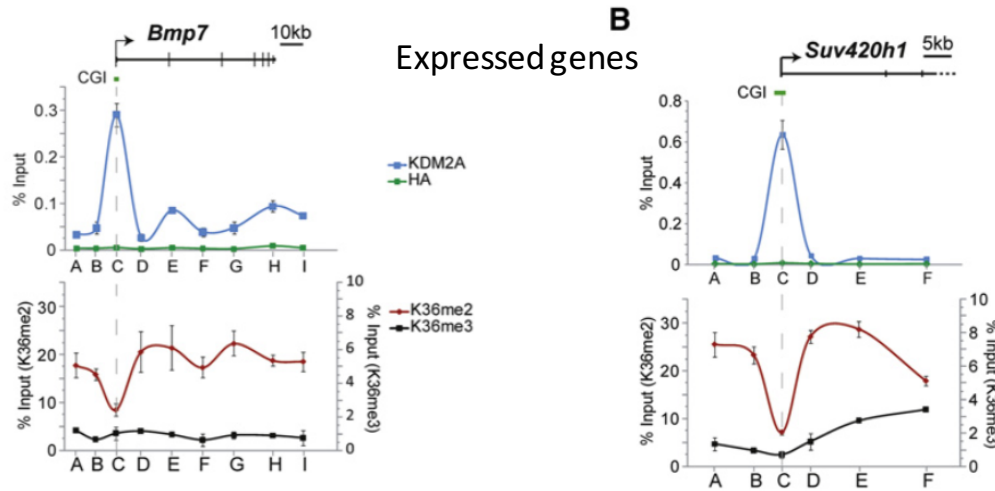 B
Bmp7
10kb
Expressed genes
Suv420h1
5kb
CGI
CGI
% Input
0.3
0.2
0.1
0
A B C D E F G H I
KDM2A
HA
% Input
0.8
0.6
0.4
0.2
0
A B C D E F
% Input (K36me2)
30
20
10
0
A B C D E F G H I
10
8
6
4
2
0
% Input (K36me3)
K36me2
K36me3
% Input (K36me2)
30
20
10
0
A B C D E F
10
8
6
4
2
0
% Input (K36me3)